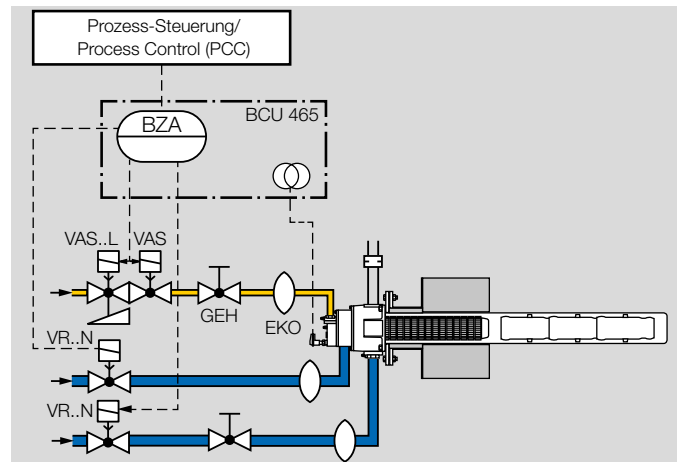 Prozess-Steuerung/
Process Control (PCC)
BCU 465
BZA
VAS..L VAS
GEH
EKO
VR..N
VR..N